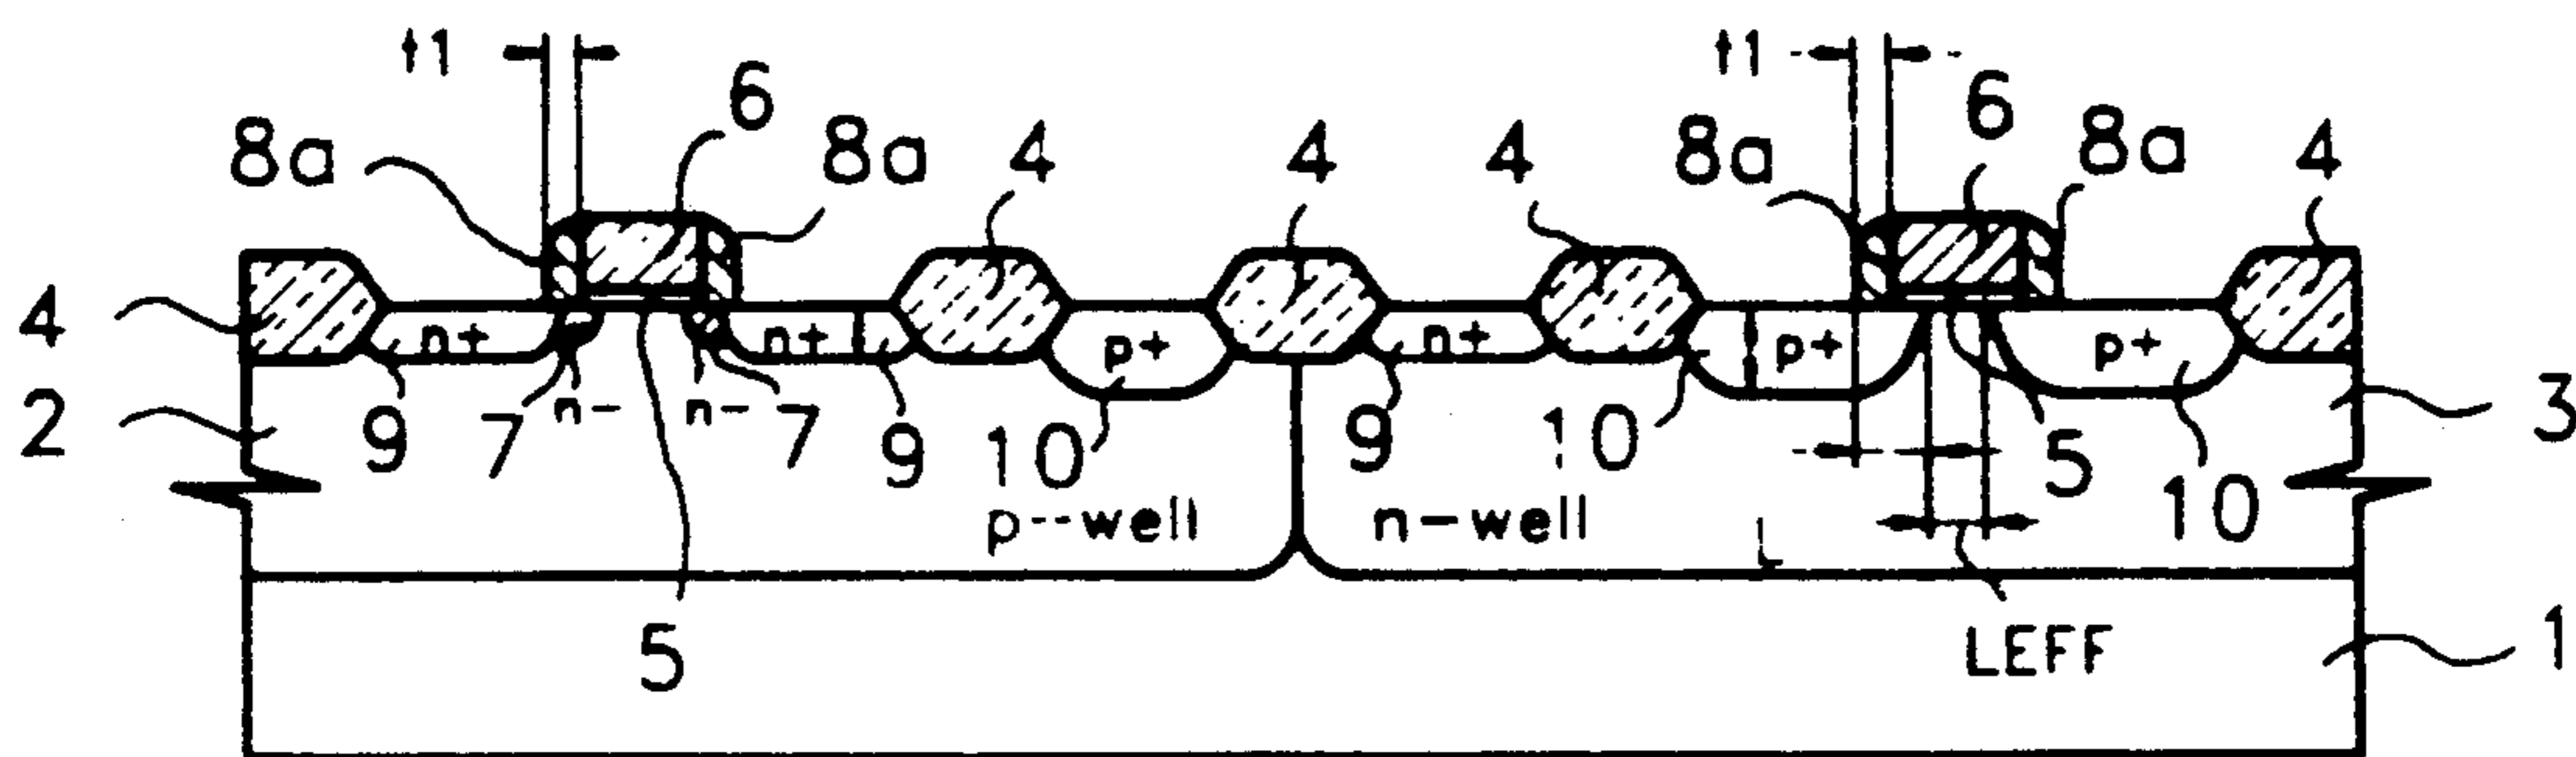 t1 t1
6 6
8a 8a 4 4 4 8a 8a 4
4 n+ n+ p+ n+ p+ p+
2 9 7 n- n- 7 9 10 9 10 5 10 3
p--well n-well L
5 LEFF 1